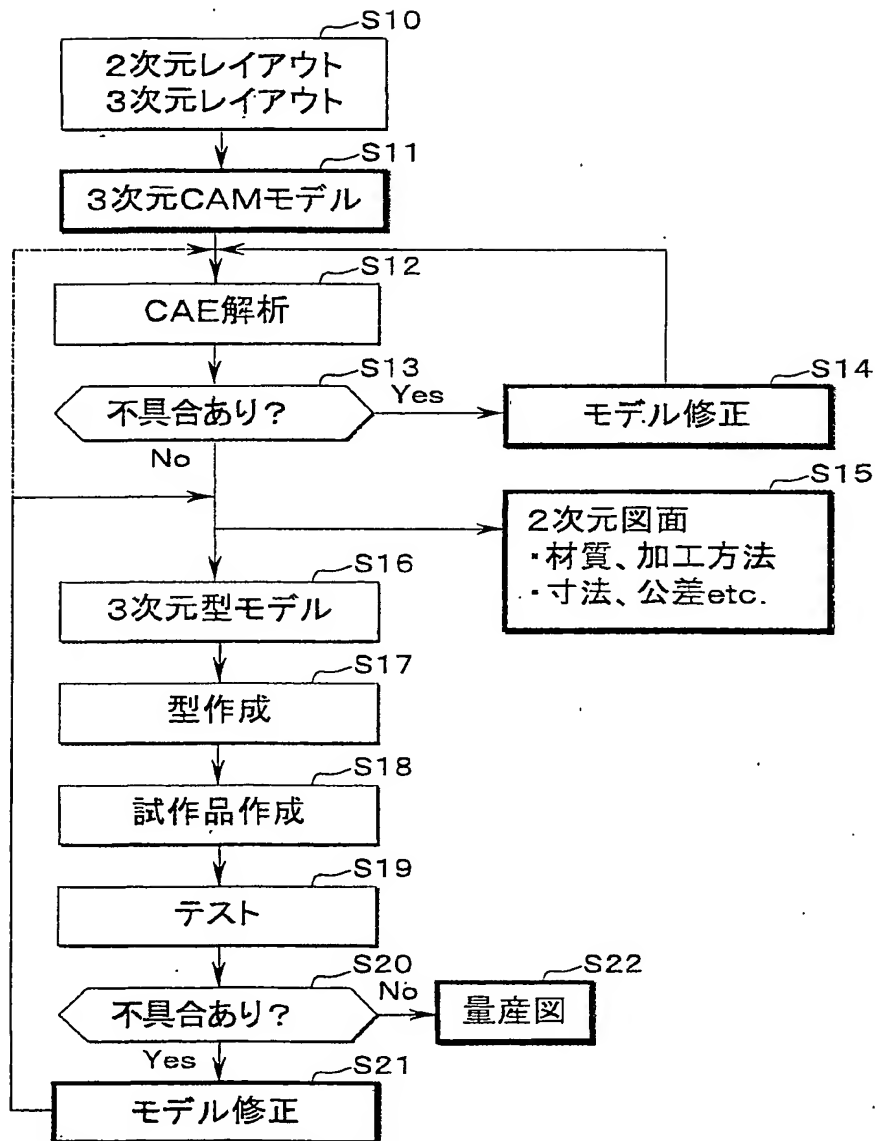 S10
2次元レイアウト
3次元レイアウト
S11
3次元CAMモデル
S12
CAE解析
S13
不具合あり?
Yes
S14
モデル修正
No
S15
2次元図面
・材質、加工方法
・寸法、公差etc.
S16
3次元型モデル
S17
型作成
S18
試作品作成
S19
テスト
S20
不具合あり?
No
S22
量産図
Yes
S21
モデル修正